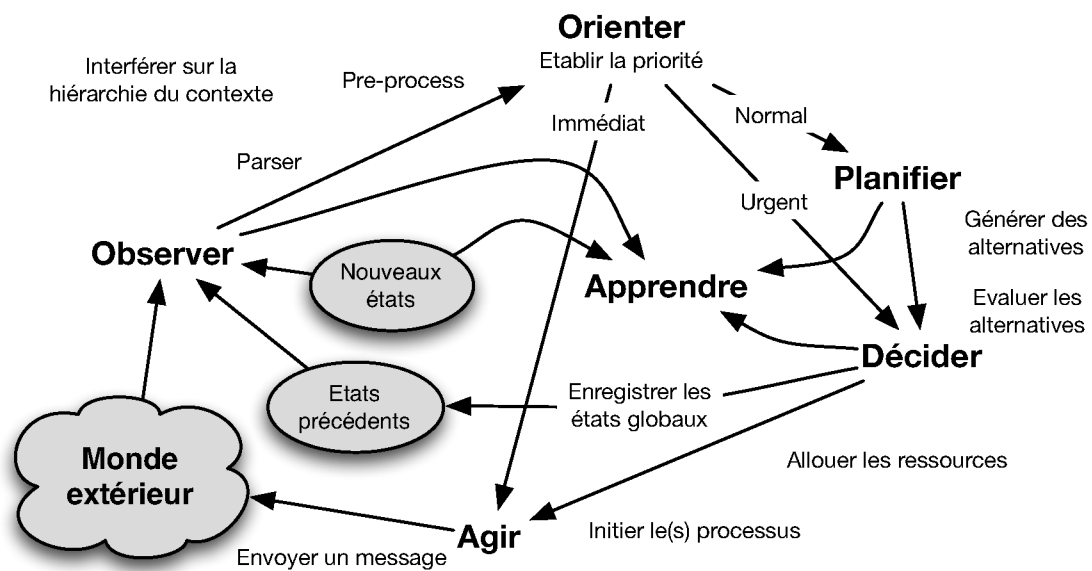 Orienter
Etablir la priorité
Interférer sur la
hiérarchie du contexte
Pre-process
Immédiat
Normal
Parser
Planifier
Urgent
Générer des
alternatives
Observer
Nouveaux
états
Apprendre
Evaluer les
alternatives
Décider
Etats
précédents
Enregistrer les
états globaux
Monde
extérieur
Allouer les ressources
Agir
Initier le(s) processus
Envoyer un message